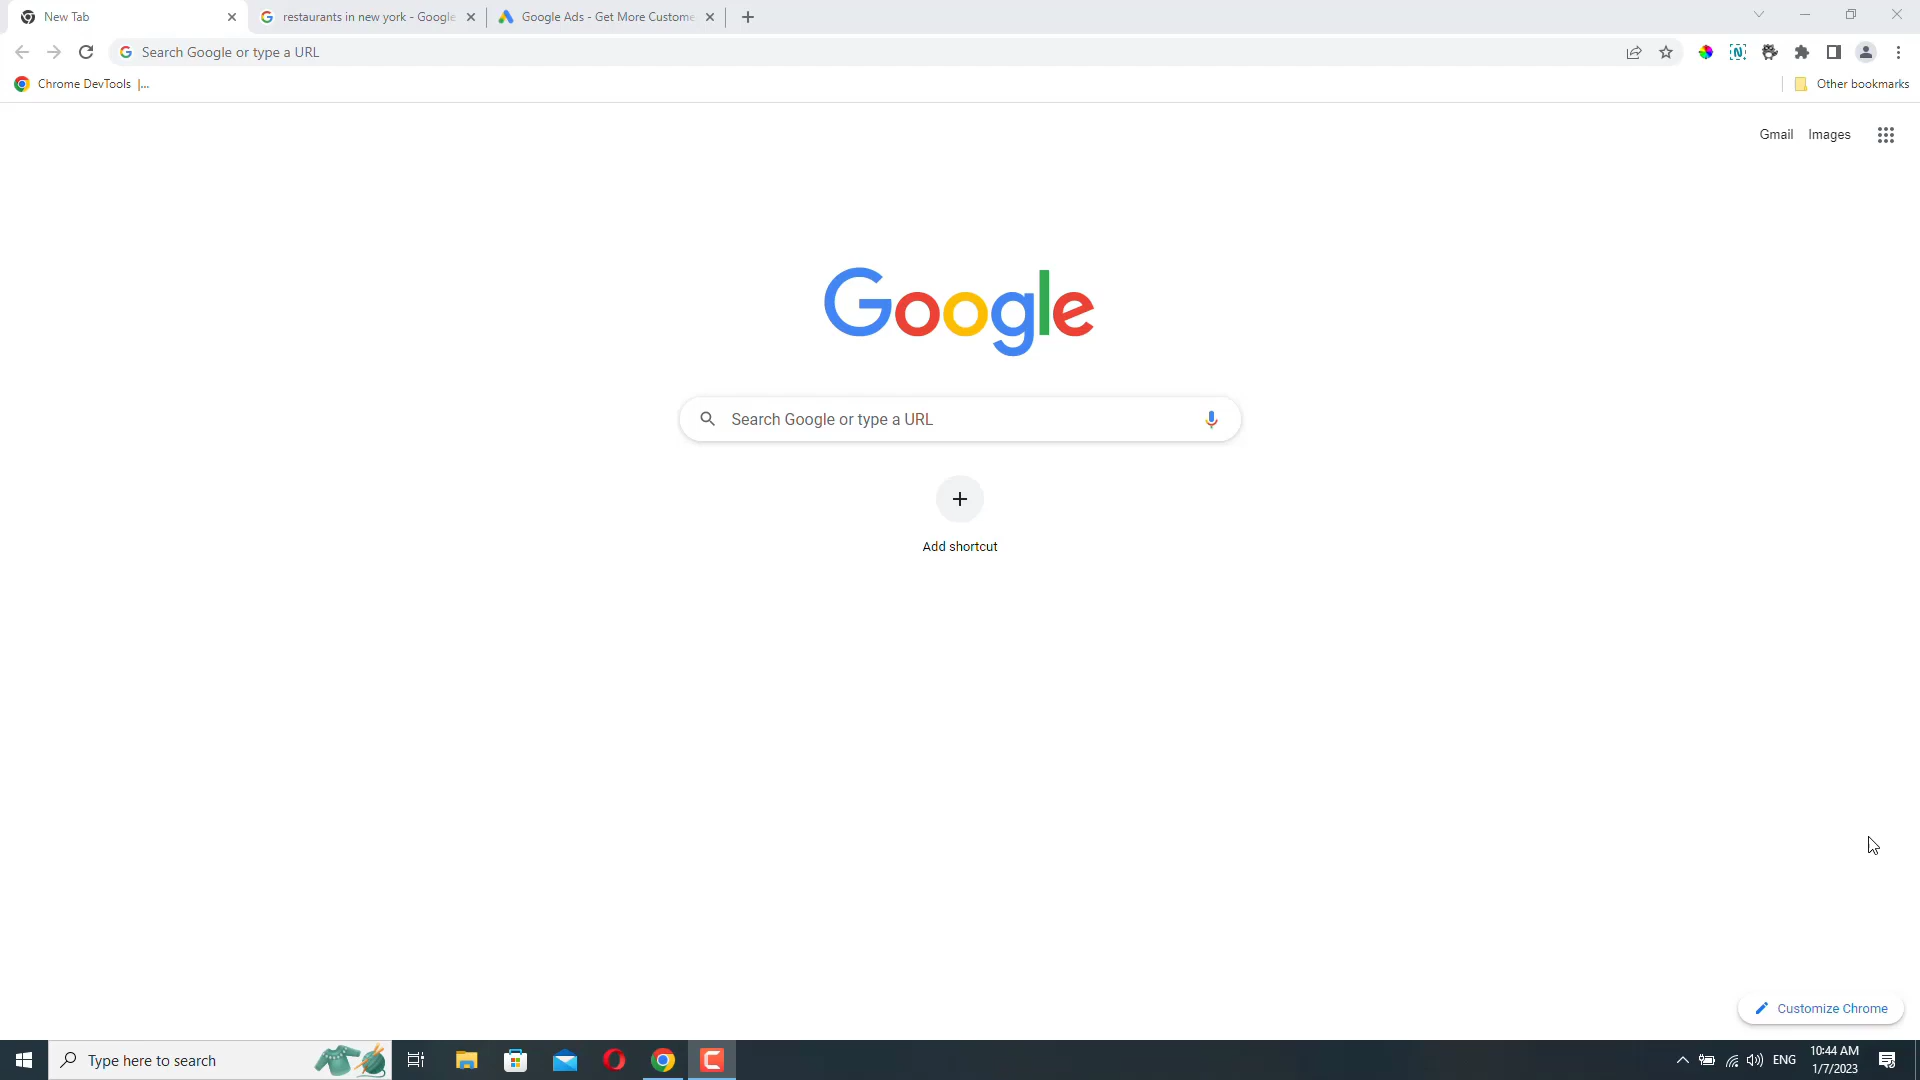 New Tab
restaurants in new york - Google
Google Ads - Get More Custome
Search Google or type a URL
Chrome DevTools |...
Other bookmarks
Gmail
Images
Google
Search Google or type a URL
Add shortcut
Customize Chrome
Type here to search
ENG
10:44 AM
1/7/2023